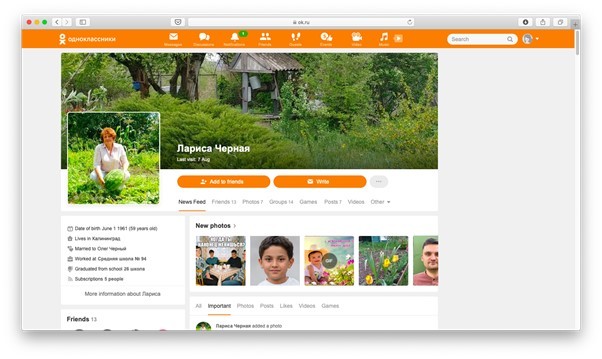 ok.ru
одноклассники
Messages
Discussions
Notifications
Friends
Guests
Events
Video
Music
Search
Лариса Черная
Last visit: 7 Aug
Add to friends
Write
News Feed
Friends 13
Photos 7
Groups 14
Games
Posts 7
Videos
Other
Date of birth June 1 1961 (59 years old)
Lives in Калининград
Married to Олег Черный
Worked at Средняя школа № 94
Graduated from school 26 школа
Subscriptions 5 people
More information about Лариса
New photos
GIF
All
Important
Photos
Posts
Likes
Videos
Games
Friends 13
Лариса Черная added a photo